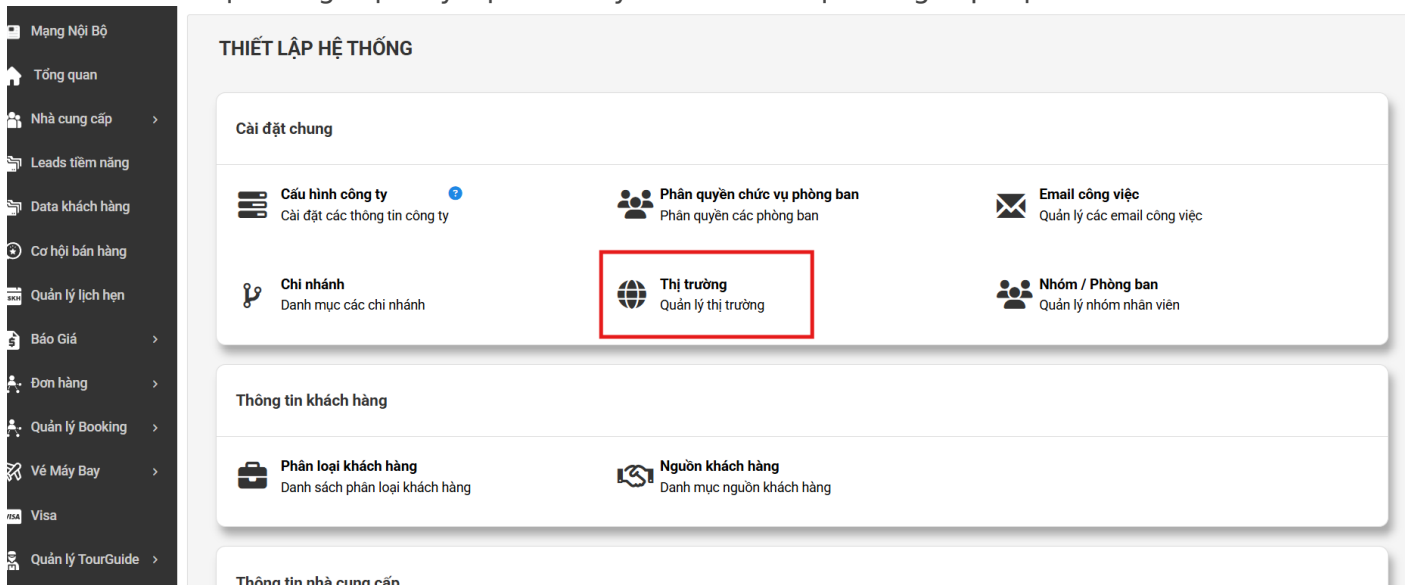 Mạng Nội Bộ
Tổng quan
Nhà cung cấp
Leads tiềm năng
Data khách hàng
Cơ hội bán hàng
Quản lý lịch hẹn
Báo Giá
Đơn hàng
Quản lý Booking
Vé Máy Bay
VISA Visa
Quản lý TourGuide
THIẾT LẬP HỆ THỐNG
Cài đặt chung
Cấu hình công ty
Cài đặt các thông tin công ty
Phân quyền chức vụ phòng ban
Phân quyền các phòng ban
Email công việc
Quản lý các email công việc
Chi nhánh
Danh mục các chi nhánh
Thị trường
Quản lý thị trường
Nhóm / Phòng ban
Quản lý nhóm nhân viên
Thông tin khách hàng
Phân loại khách hàng
Danh sách phân loại khách hàng
Nguồn khách hàng
Danh mục nguồn khách hàng
Thông tin nhà cung cấp